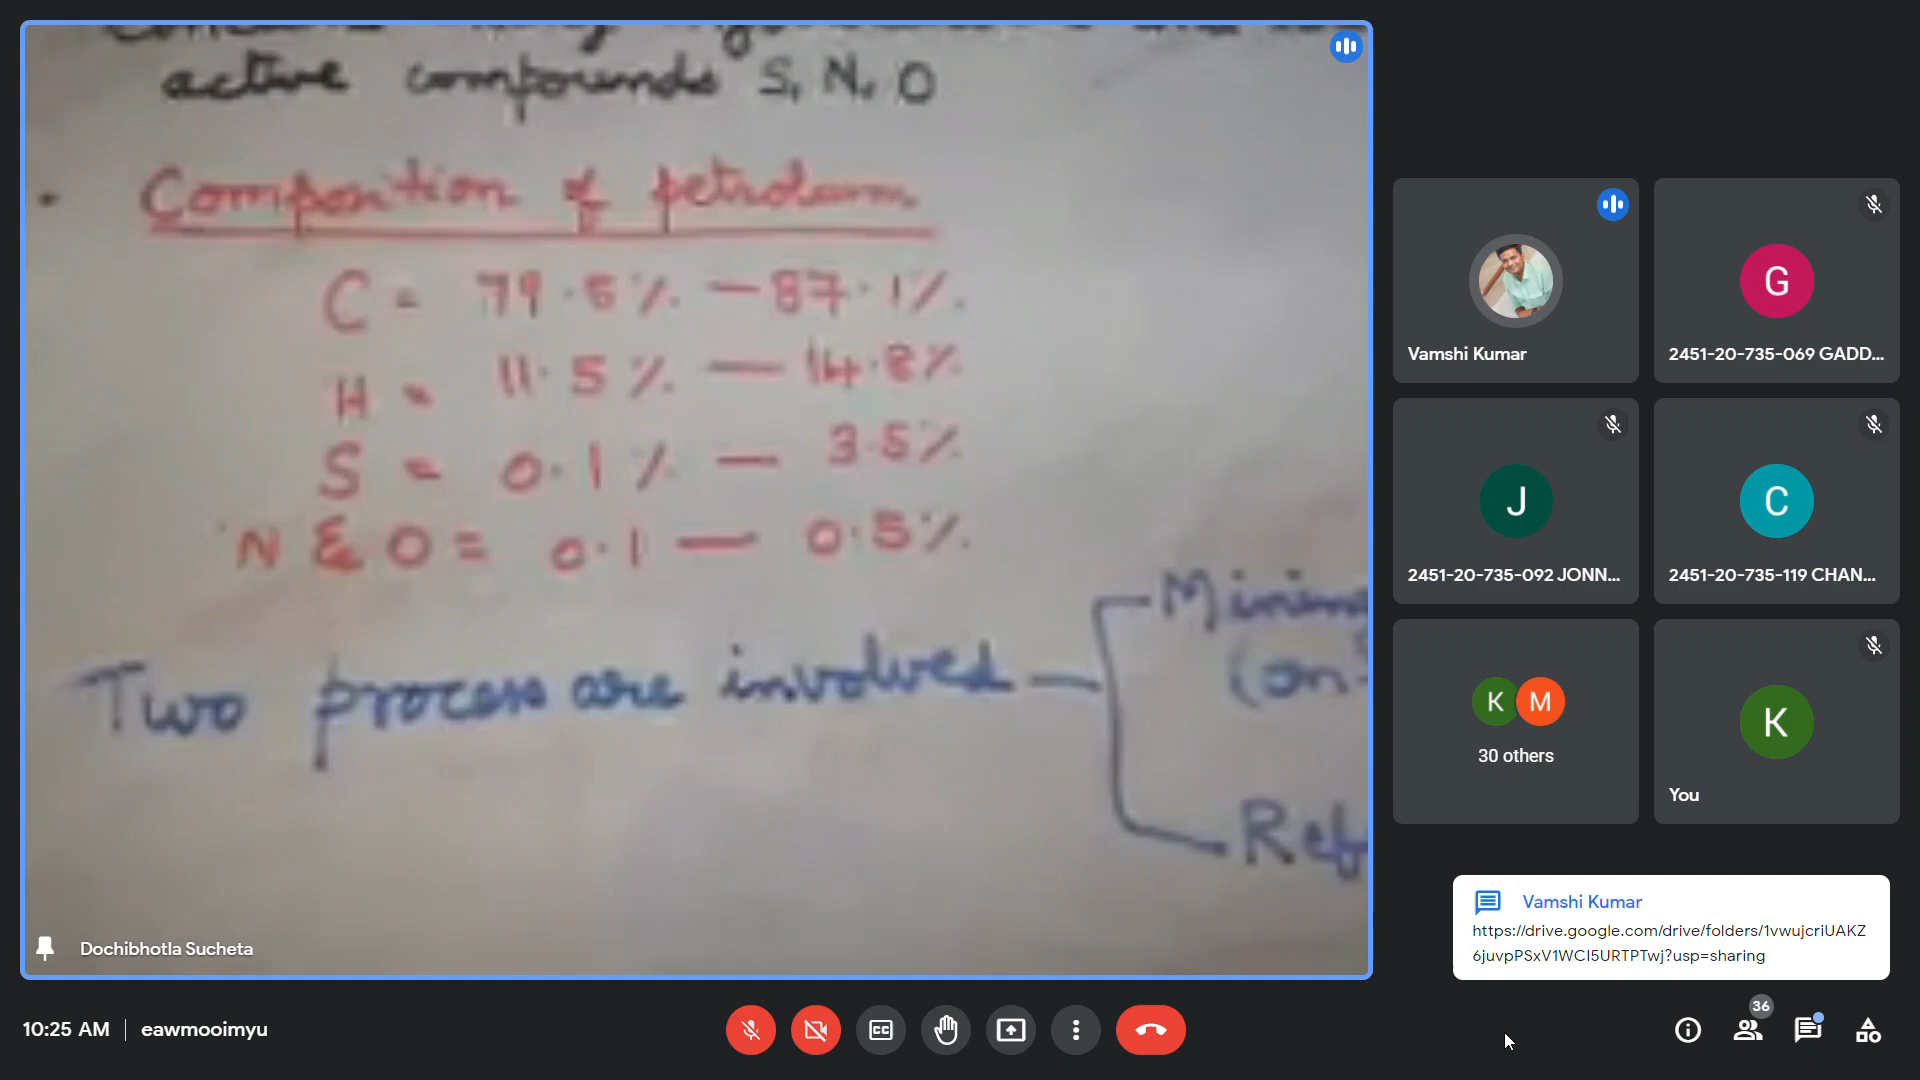 active compounds S, N, O
Composition of petroleum
C = 79.5% — 87.1%
H = 11.5% — 14.8%
S = 0.1% — 3.5%
N & O = 0.1 — 0.5%
Two process are involved
(on
Dochibhotla Sucheta
Vamshi Kumar
G
2451-20-735-069 GADD...
J
2451-20-735-092 JONN...
C
2451-20-735-119 CHAN...
K M
30 others
K
You
Vamshi Kumar
https://drive.google.com/drive/folders/1vwujcriUAKZ
6juvpPSxV1WCI5URTPTwj?usp=sharing
10:25 AM | eawmooimyu
CC
36